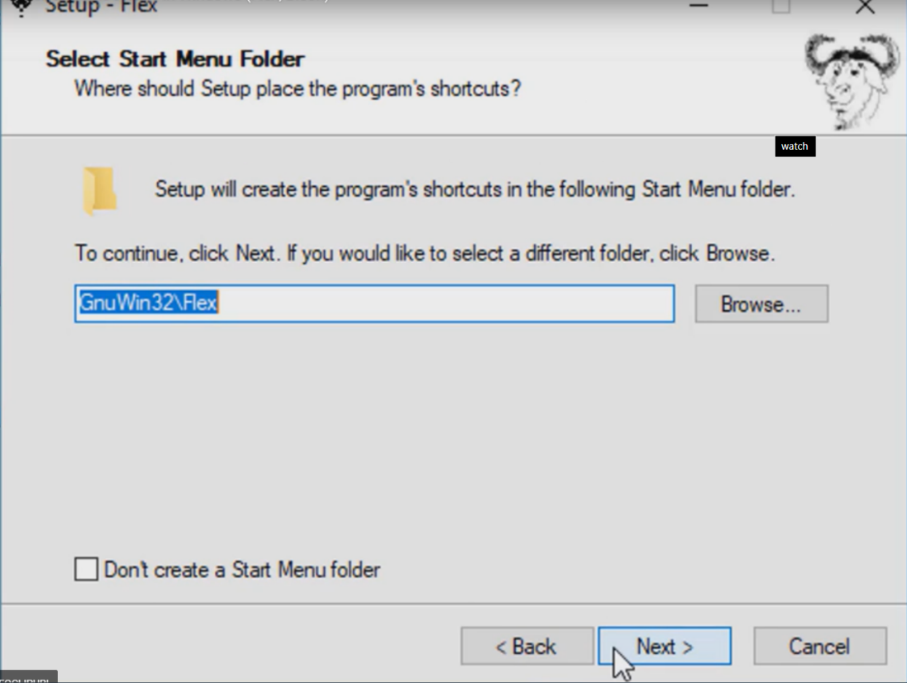 Setup - Flex
Select Start Menu Folder
Where should Setup place the program's shortcuts?
watch
Setup will create the program's shortcuts in the following Start Menu folder.
To continue, click Next. If you would like to select a different folder, click Browse.
GnuWin32\Flex
Browse...
Don't create a Start Menu folder
< Back
Next >
Cancel